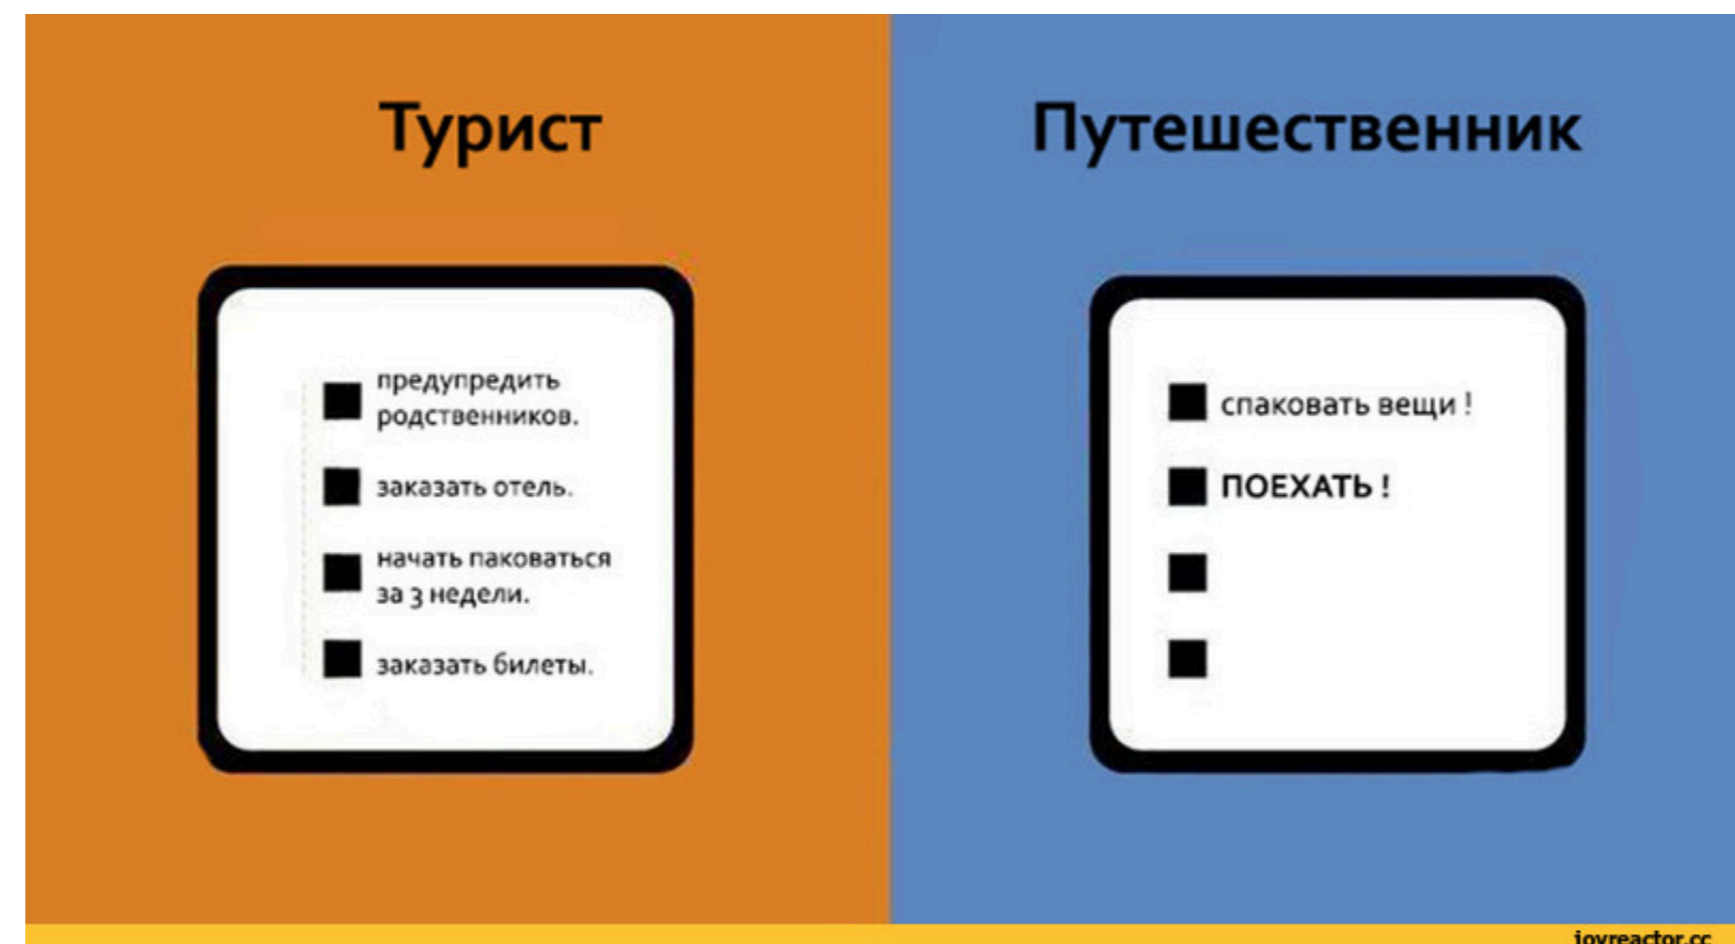 Турист
предупредить
родственников.
заказать отель.
начать паковаться
за 3 недели.
заказать билеты.
Путешественник
спаковать вещи !
ПОЕХАТЬ !
joyreactor.cc